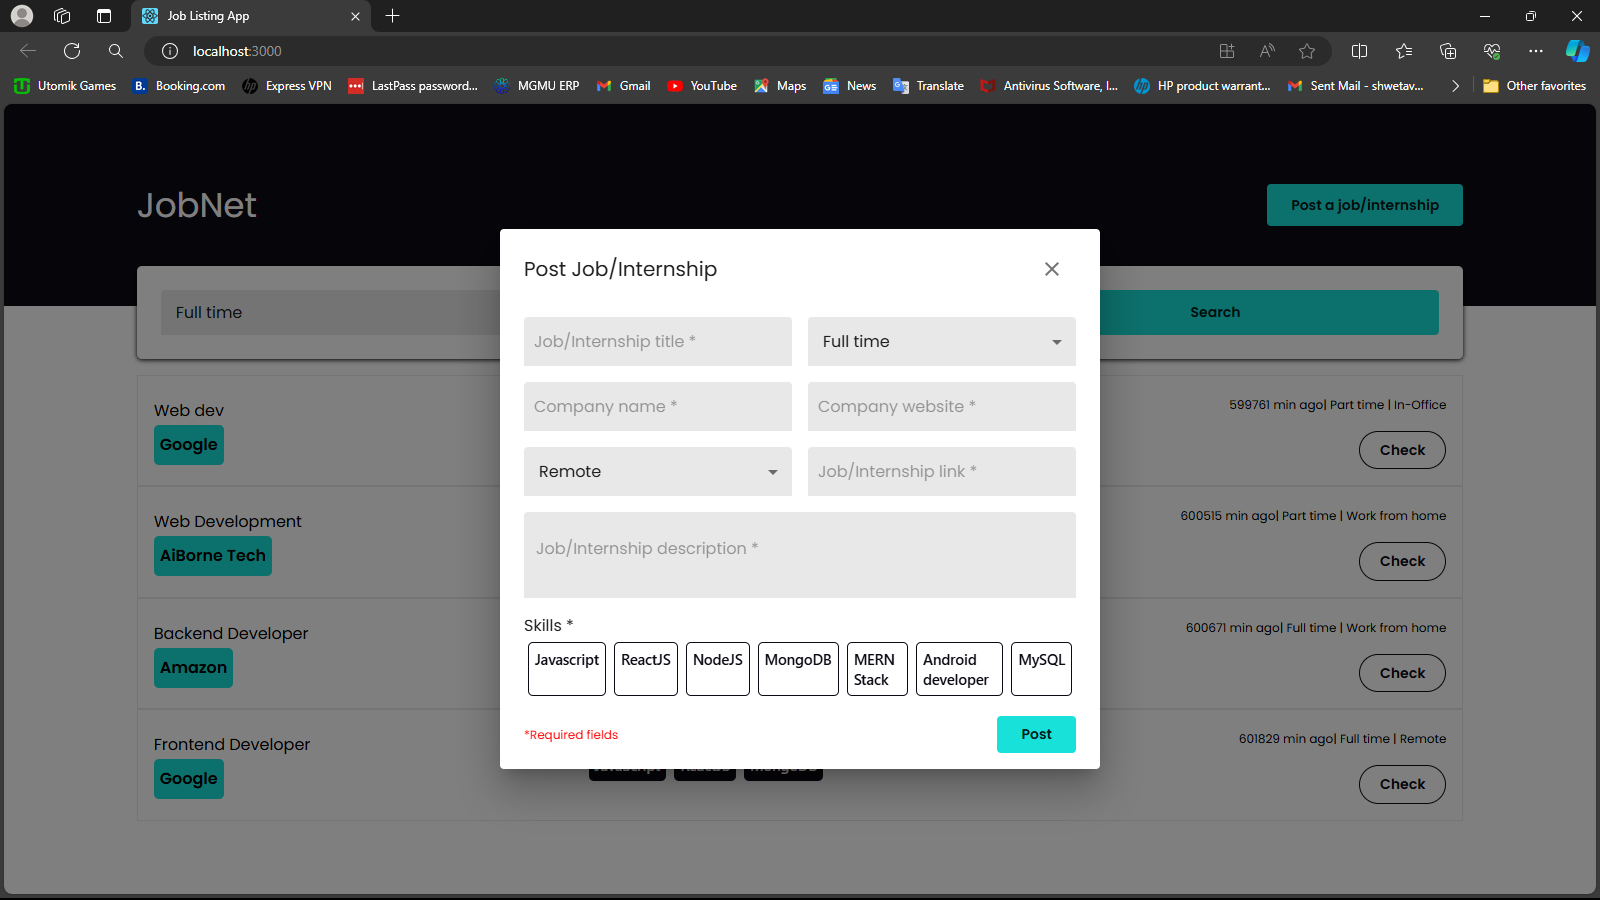 Job Listing App
localhost:3000
Utomik Games
Booking.com
Express VPN
LastPass password...
MGMU ERP
Gmail
YouTube
Maps
News
Translate
Antivirus Software, I...
HP product warrant...
Sent Mail - shwetav...
Other favorites
JobNet
Post a job/internship
Full time
Search
Post Job/Internship
Job/Internship title *
Full time
Company name *
Company website *
Remote
Job/Internship link *
Job/Internship description *
Skills *
Javascript
ReactJS
NodeJS
MongoDB
MERN
Stack
Android
developer
MySQL
*Required fields
Post
Web dev
Google
599761 min ago| Part time | In-Office
Check
Web Development
AiBorne Tech
600515 min ago| Part time | Work from home
Check
Backend Developer
Amazon
600671 min ago| Full time | Work from home
Check
Frontend Developer
Google
Javascript
ReactJS
MongoDB
601829 min ago| Full time | Remote
Check